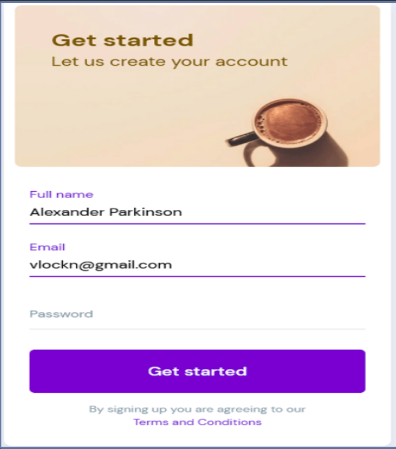 Get started
Let us create your account
Full name
Alexander Parkinson
Email
vlockn@gmail.com
Password
Get started
By signing up you are agreeing to our
Terms and Conditions